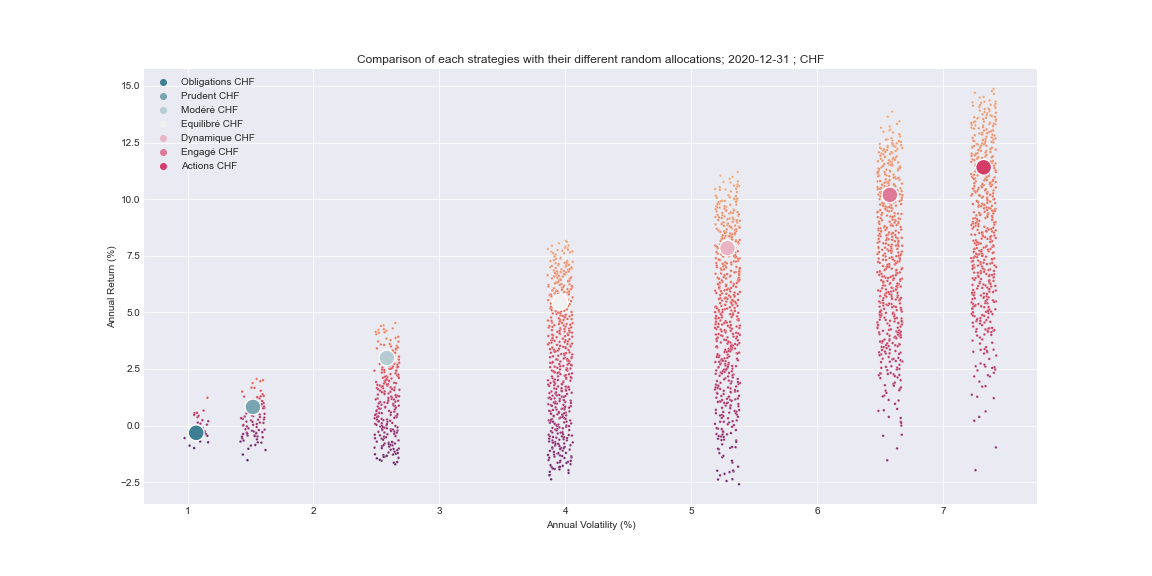 Comparison of each strategies with their different random allocations; 2020-12-31 ; CHF
Obligations CHF
Prudent CHF
Modéré CHF
Equilibré CHF
Dynamique CHF
Engagé CHF
Actions CHF
15.0
12.5
10.0
7.5
5.0
2.5
0.0
−2.5
Annual Return (%)
1 2 3 4 5 6 7
Annual Volatility (%)